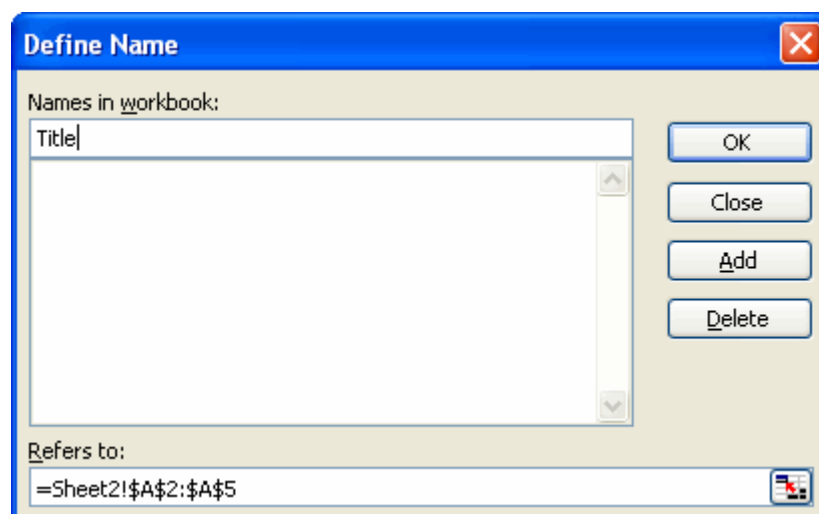 Define Name
Names in workbook:
Title
OK
Close
Add
Delete
Refers to:
=Sheet2!$A$2:$A$5